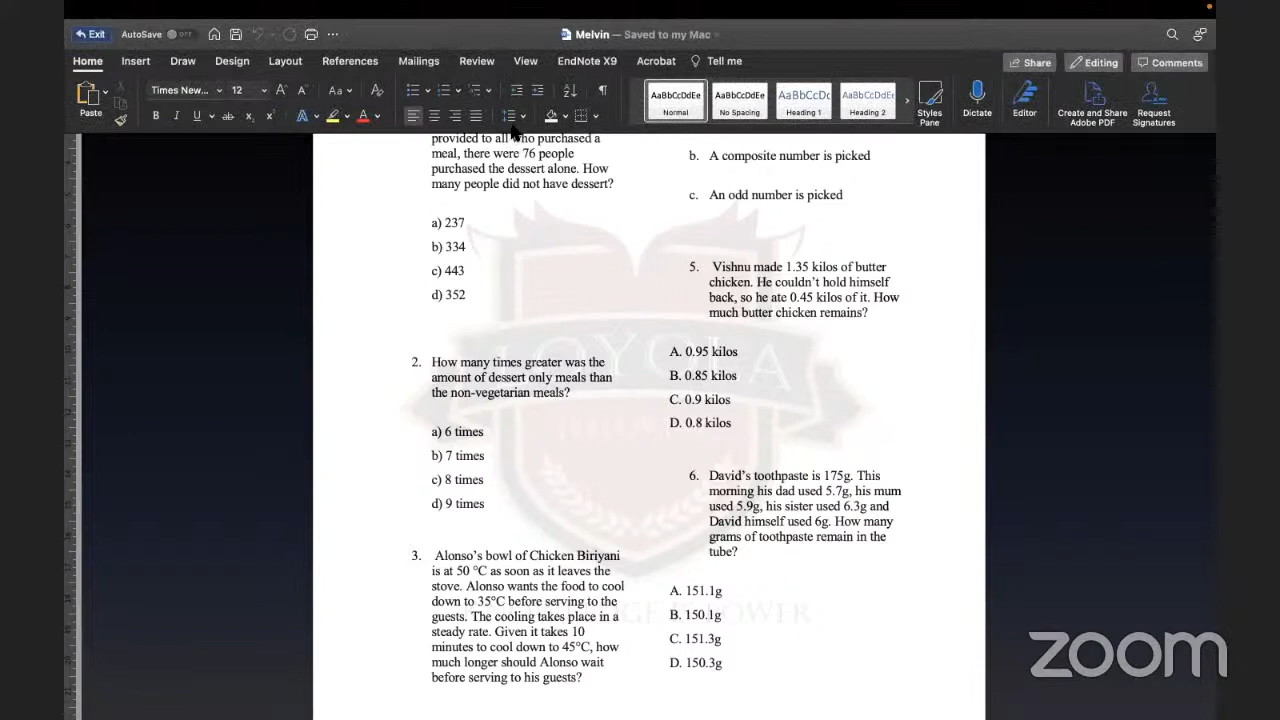 Exit
AutoSave
OFF
Melvin — Saved to my Mac
Home
Insert
Draw
Design
Layout
References
Mailings
Review
View
EndNote X9
Acrobat
Tell me
Share
Editing
Comments
Paste
Times New...
12
AaBbCcDdEe
Normal
AaBbCcDdEe
No Spacing
AaBbCcDc
Heading 1
AaBbCcDdEe
Heading 2
Styles
Pane
Dictate
Editor
Create and Share
Adobe PDF
Request
Signatures
provided to all who purchased a
meal, there were 76 people
purchased the dessert alone. How
many people did not have dessert?
a) 237
b) 334
c) 443
d) 352
2. How many times greater was the
amount of dessert only meals than
the non-vegetarian meals?
a) 6 times
b) 7 times
c) 8 times
d) 9 times
3. Alonso's bowl of Chicken Biriyani
is at 50 °C as soon as it leaves the
stove. Alonso wants the food to cool
down to 35°C before serving to the
guests. The cooling takes place in a
steady rate. Given it takes 10
minutes to cool down to 45°C, how
much longer should Alonso wait
before serving to his guests?
b. A composite number is picked
c. An odd number is picked
5. Vishnu made 1.35 kilos of butter
chicken. He couldn't hold himself
back, so he ate 0.45 kilos of it. How
much butter chicken remains?
A. 0.95 kilos
B. 0.85 kilos
C. 0.9 kilos
D. 0.8 kilos
6. David's toothpaste is 175g. This
morning his dad used 5.7g, his mum
used 5.9g, his sister used 6.3g and
David himself used 6g. How many
grams of toothpaste remain in the
tube?
A. 151.1g
B. 150.1g
C. 151.3g
D. 150.3g
LOYOLA
zoom